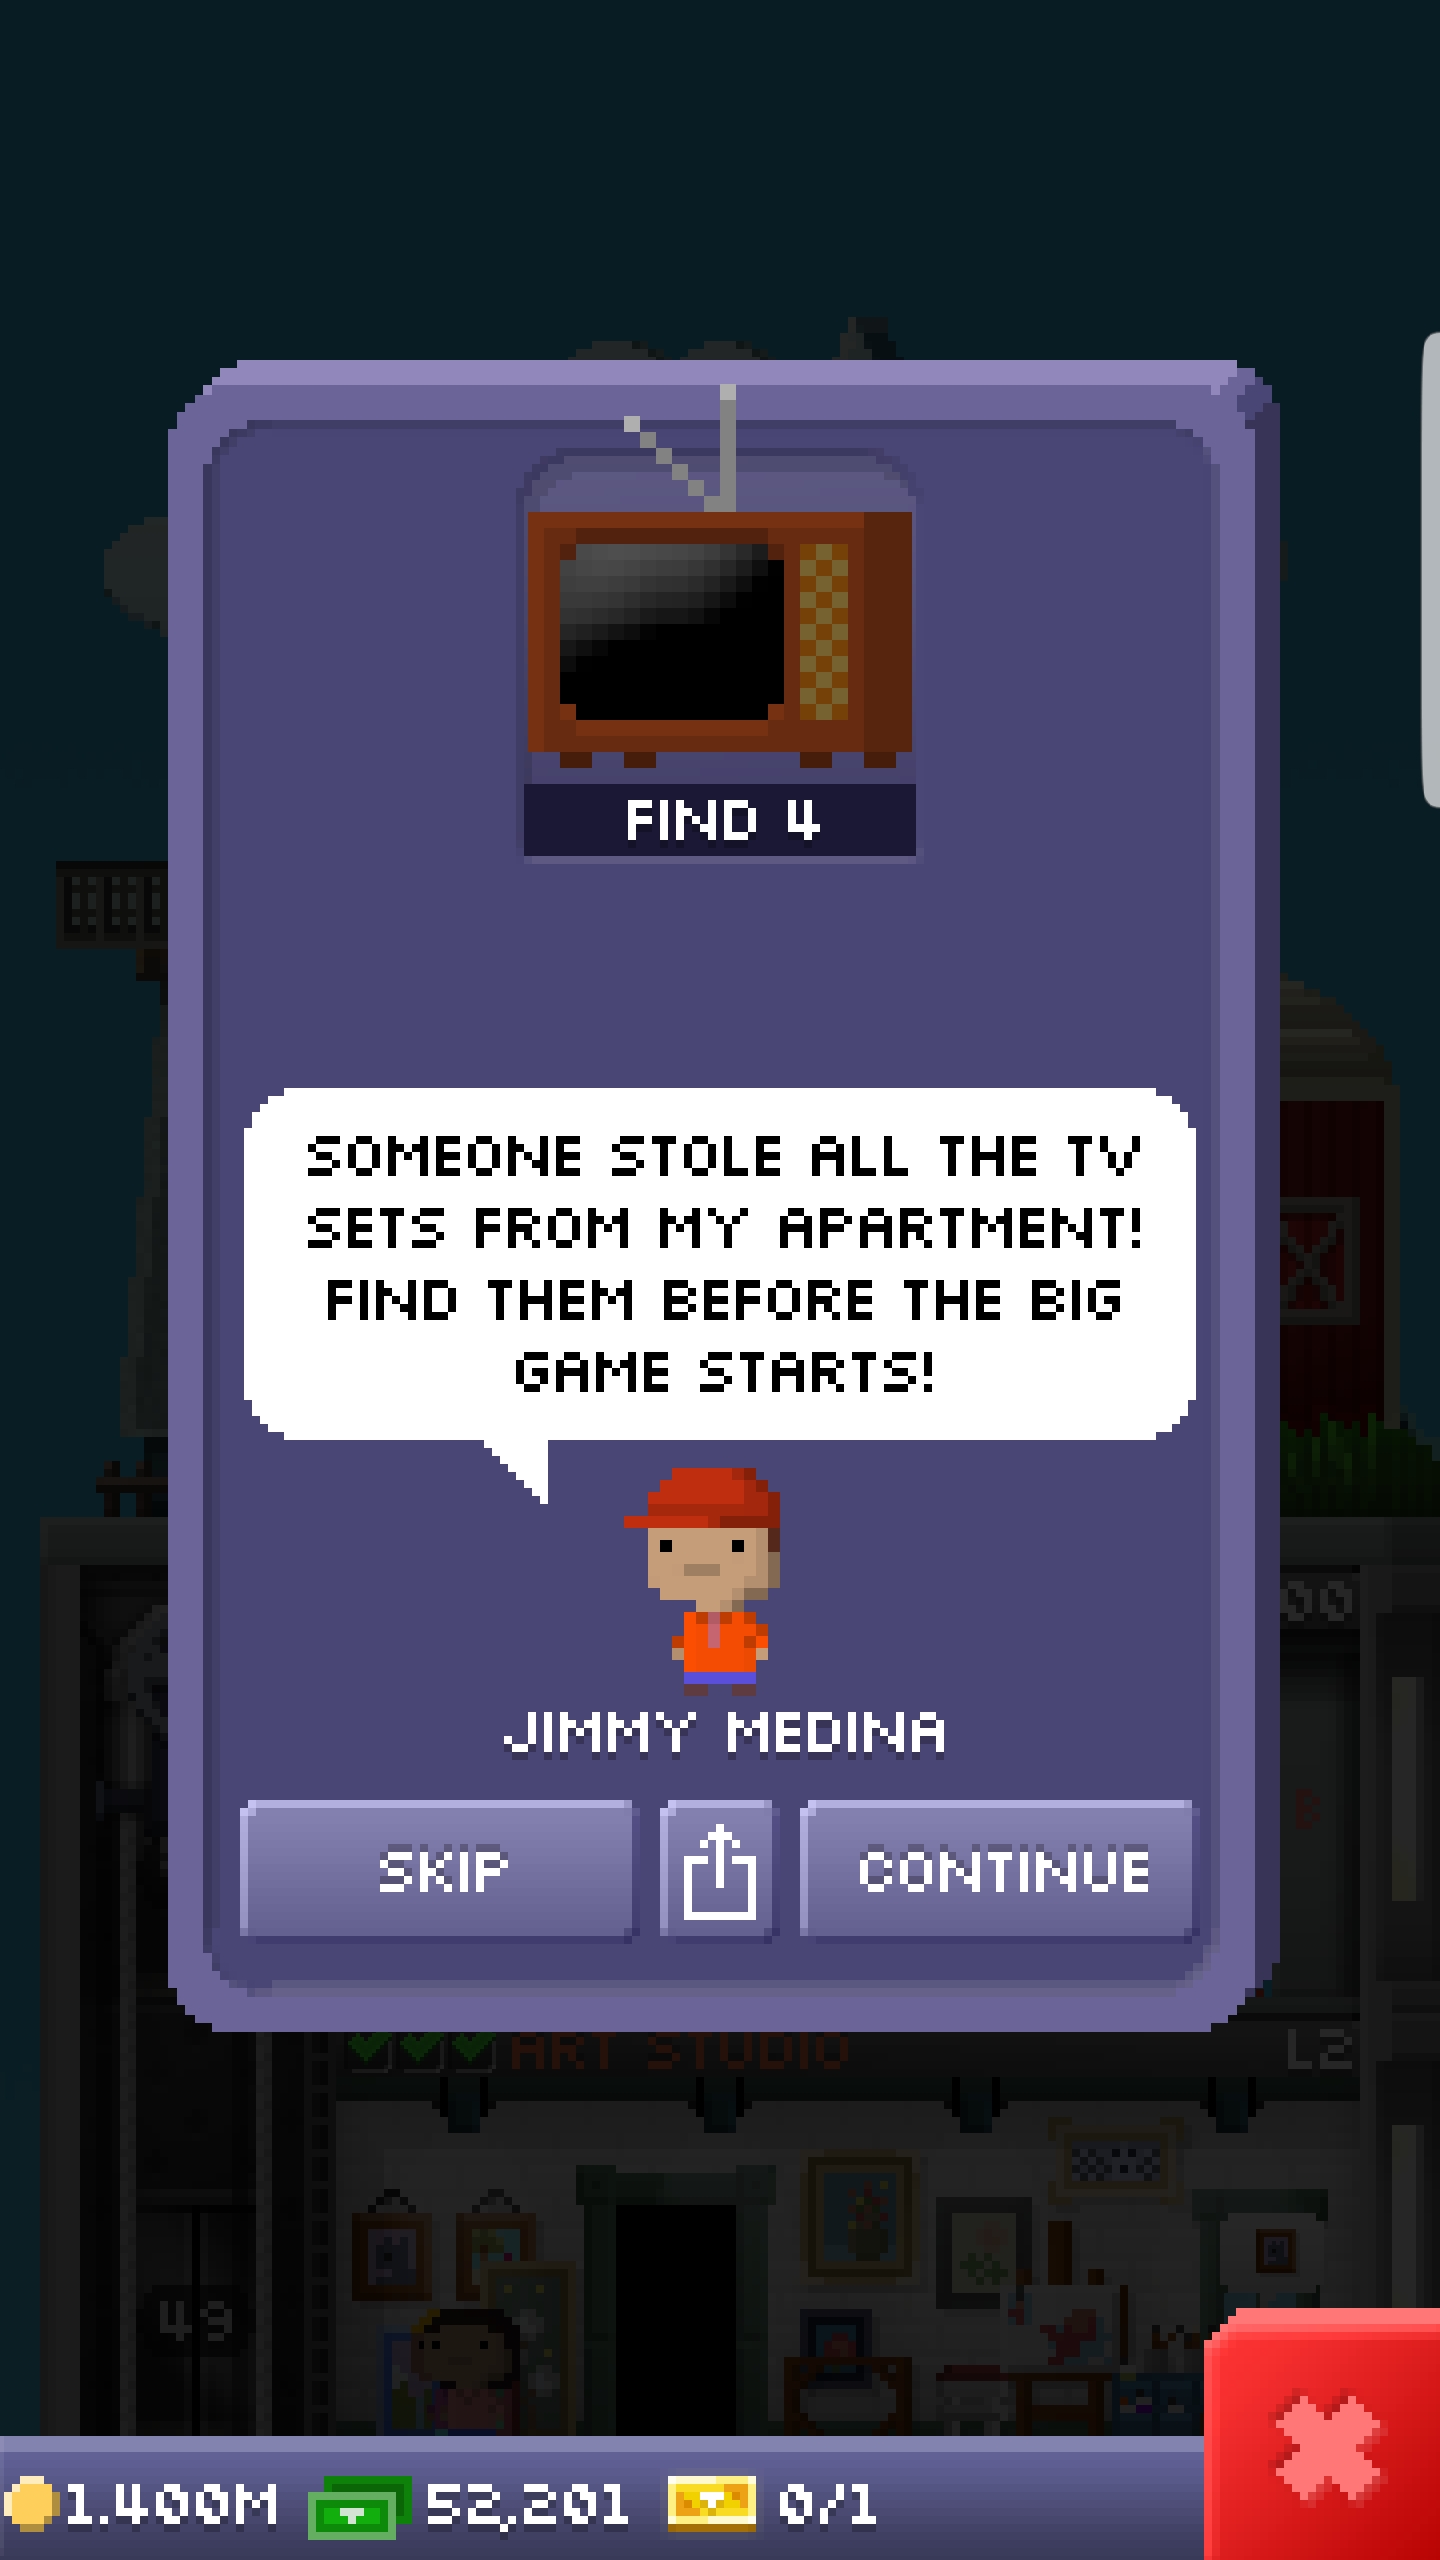 FIND 4
SOMEONE STOLE ALL THE TV
SETS FROM MY APARTMENT!
FIND THEM BEFORE THE BIG
GAME STARTS!
JIMMY MEDINA
SKIP
CONTINUE
00
B
ART STUDIO
L2
49
1.400M
52,201
0/1